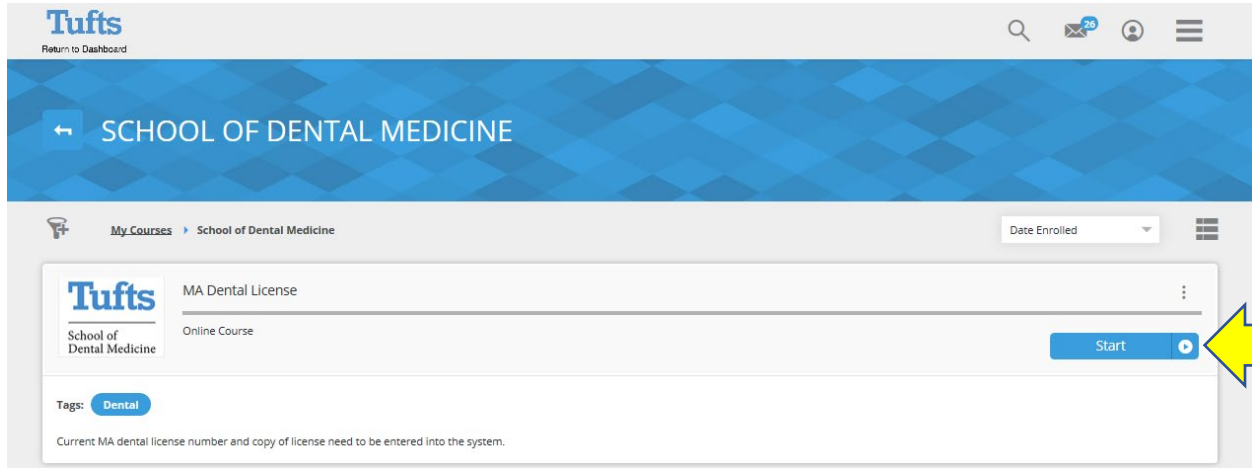 Tufts
Return to Dashboard
26
SCHOOL OF DENTAL MEDICINE
My Courses School of Dental Medicine
Date Enrolled
Tufts
School of
Dental Medicine
MA Dental License
Online Course
Start
Tags: Dental
Current MA dental license number and copy of license need to be entered into the system.